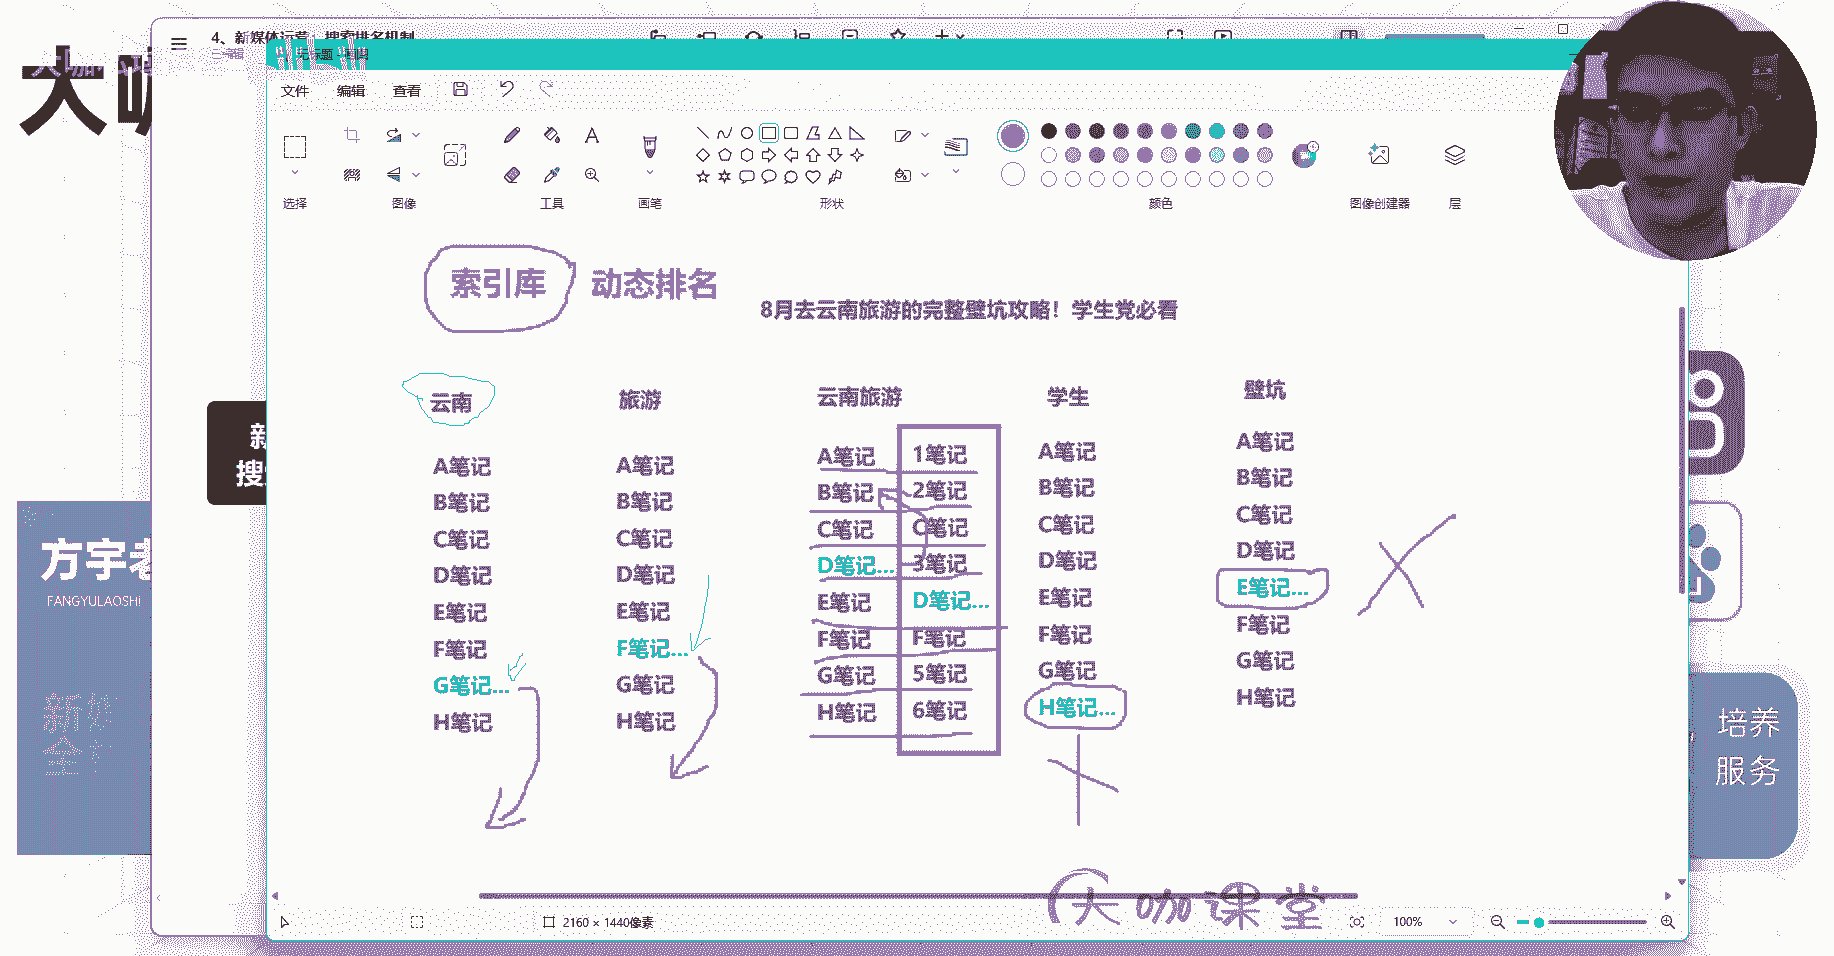 4、新媒体运营：搜索排名机制
已编辑
大咖
无标题 - 画图
文件 编辑 查看
选择 图像 工具 画笔 形状 颜色 图像创建器 层
索引库 动态排名
8月去云南旅游的完整壁坑攻略！学生党必看
云南 旅游 云南旅游 学生 壁坑
A笔记 A笔记 A笔记 1笔记 A笔记 A笔记
B笔记 B笔记 B笔记 2笔记 B笔记 B笔记
C笔记 C笔记 C笔记 C笔记 C笔记 C笔记
D笔记 D笔记 D笔记... 3笔记 D笔记 D笔记
E笔记 E笔记 E笔记 D笔记... E笔记 E笔记...
F笔记 F笔记... F笔记 F笔记 F笔记 F笔记
G笔记... G笔记 G笔记 5笔记 G笔记 G笔记
H笔记 H笔记 H笔记 6笔记 H笔记... H笔记
新
搜
方宇老
FANGYULAOSHI
培养
服务
大咖课堂
2160 × 1440像素
100%